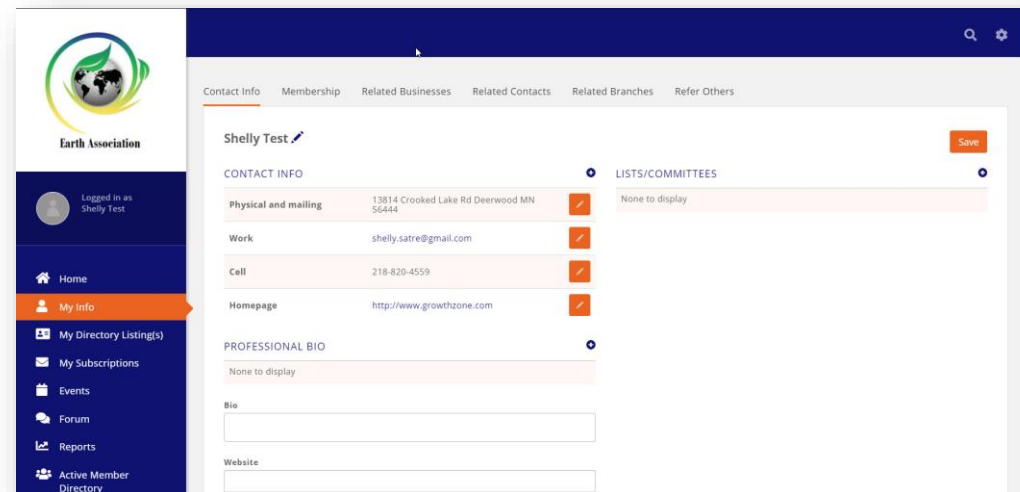 Earth Association
Logged in as
Shelly Test
Home
My Info
My Directory Listing(s)
My Subscriptions
Events
Forum
Reports
Active Member
Directory
Contact Info Membership Related Businesses Related Contacts Related Branches Refer Others
Shelly Test
Save
CONTACT INFO
Physical and mailing 13814 Crooked Lake Rd Deerwood MN
56444
Work shelly.satre@gmail.com
Cell 218-820-4559
Homepage http://www.growthzone.com
PROFESSIONAL BIO
None to display
Bio
Website
LISTS/COMMITTEES
None to display